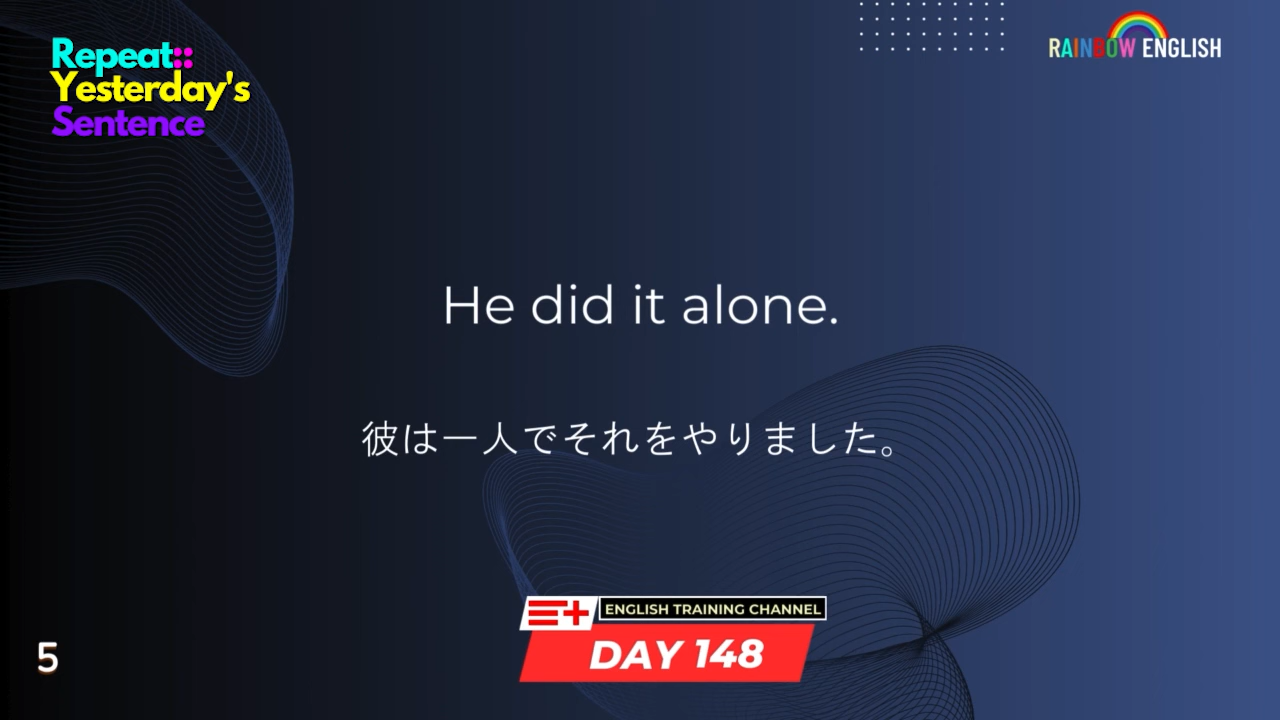 Repeat::
Yesterday's
Sentence
RAINBOW ENGLISH
He did it alone.
彼は一人でそれをやりました。
ENGLISH TRAINING CHANNEL
DAY 148
5